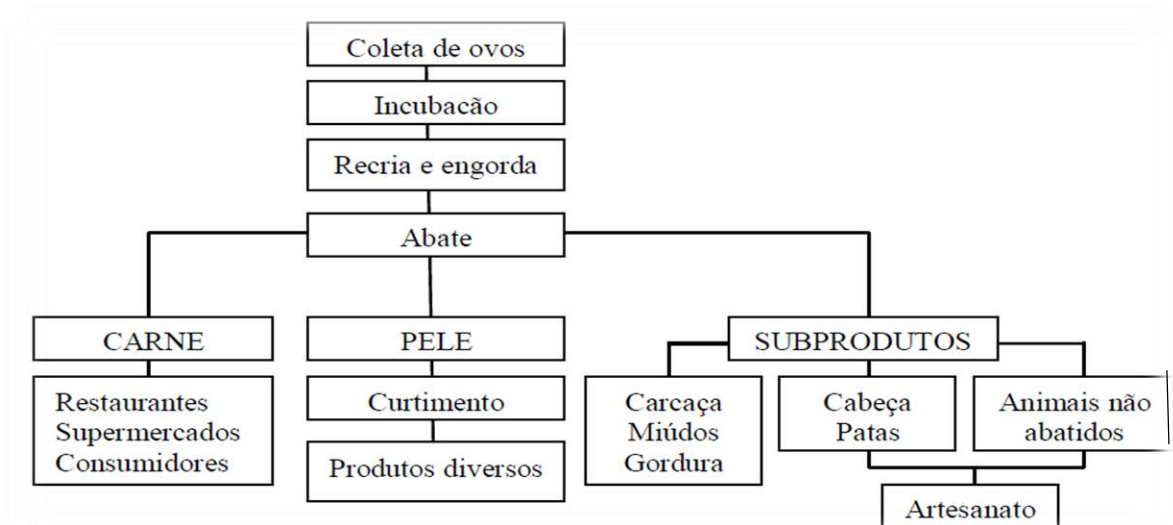 Coleta de ovos
Incubacão
Recria e engorda
Abate
CARNE
PELE
SUBPRODUTOS
Restaurantes
Supermercados
Consumidores
Curtimento
Produtos diversos
Carcaça
Miúdos
Gordura
Cabeça
Patas
Animais não
abatidos
Artesanato